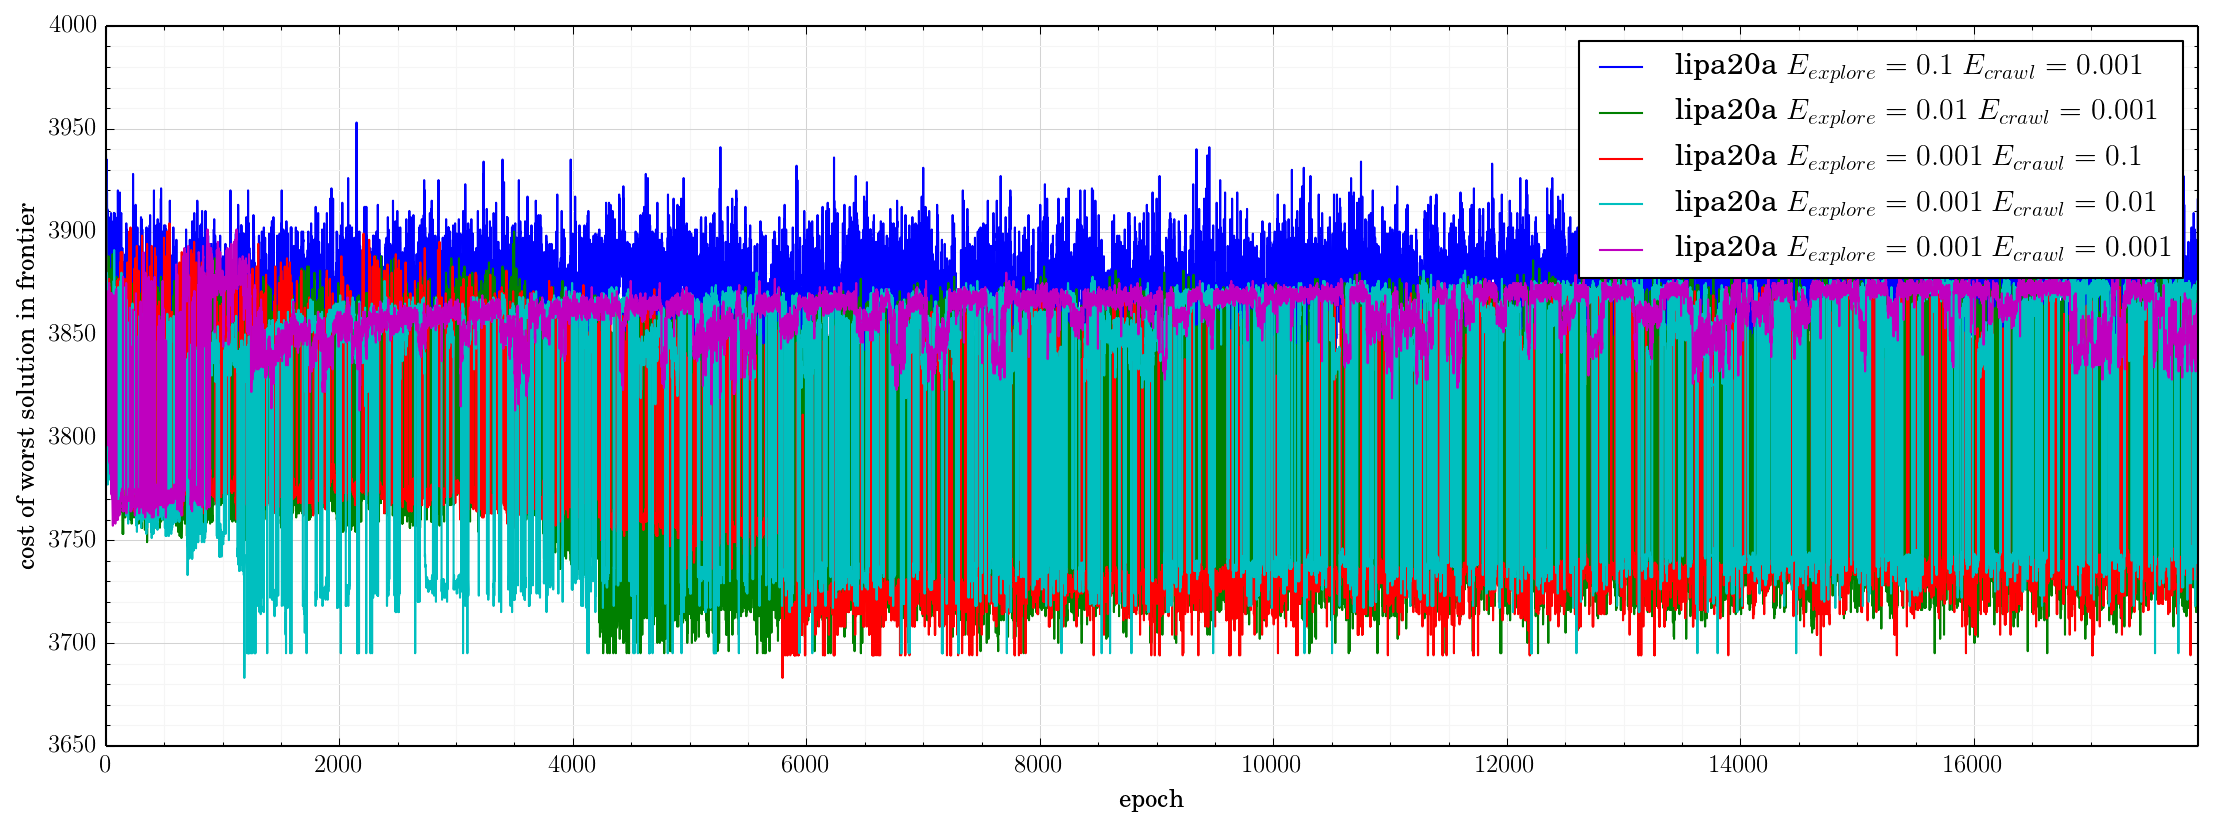 4000
3950
3900
3850
3800
3750
3700
3650
cost of worst solution in frontier
0 2000 4000 6000 8000 10000 12000 14000 16000
epoch
lipa20a E_explore = 0.1 E_crawl = 0.001
lipa20a E_explore = 0.01 E_crawl = 0.001
lipa20a E_explore = 0.001 E_crawl = 0.1
lipa20a E_explore = 0.001 E_crawl = 0.01
lipa20a E_explore = 0.001 E_crawl = 0.001